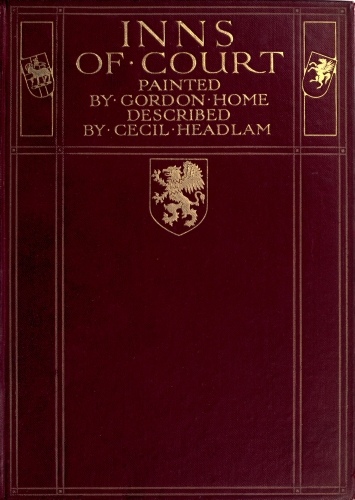 INNS
OF·COURT
PAINTED
BY·GORDON·HOME
DESCRIBED
BY·CECIL·HEADLAM